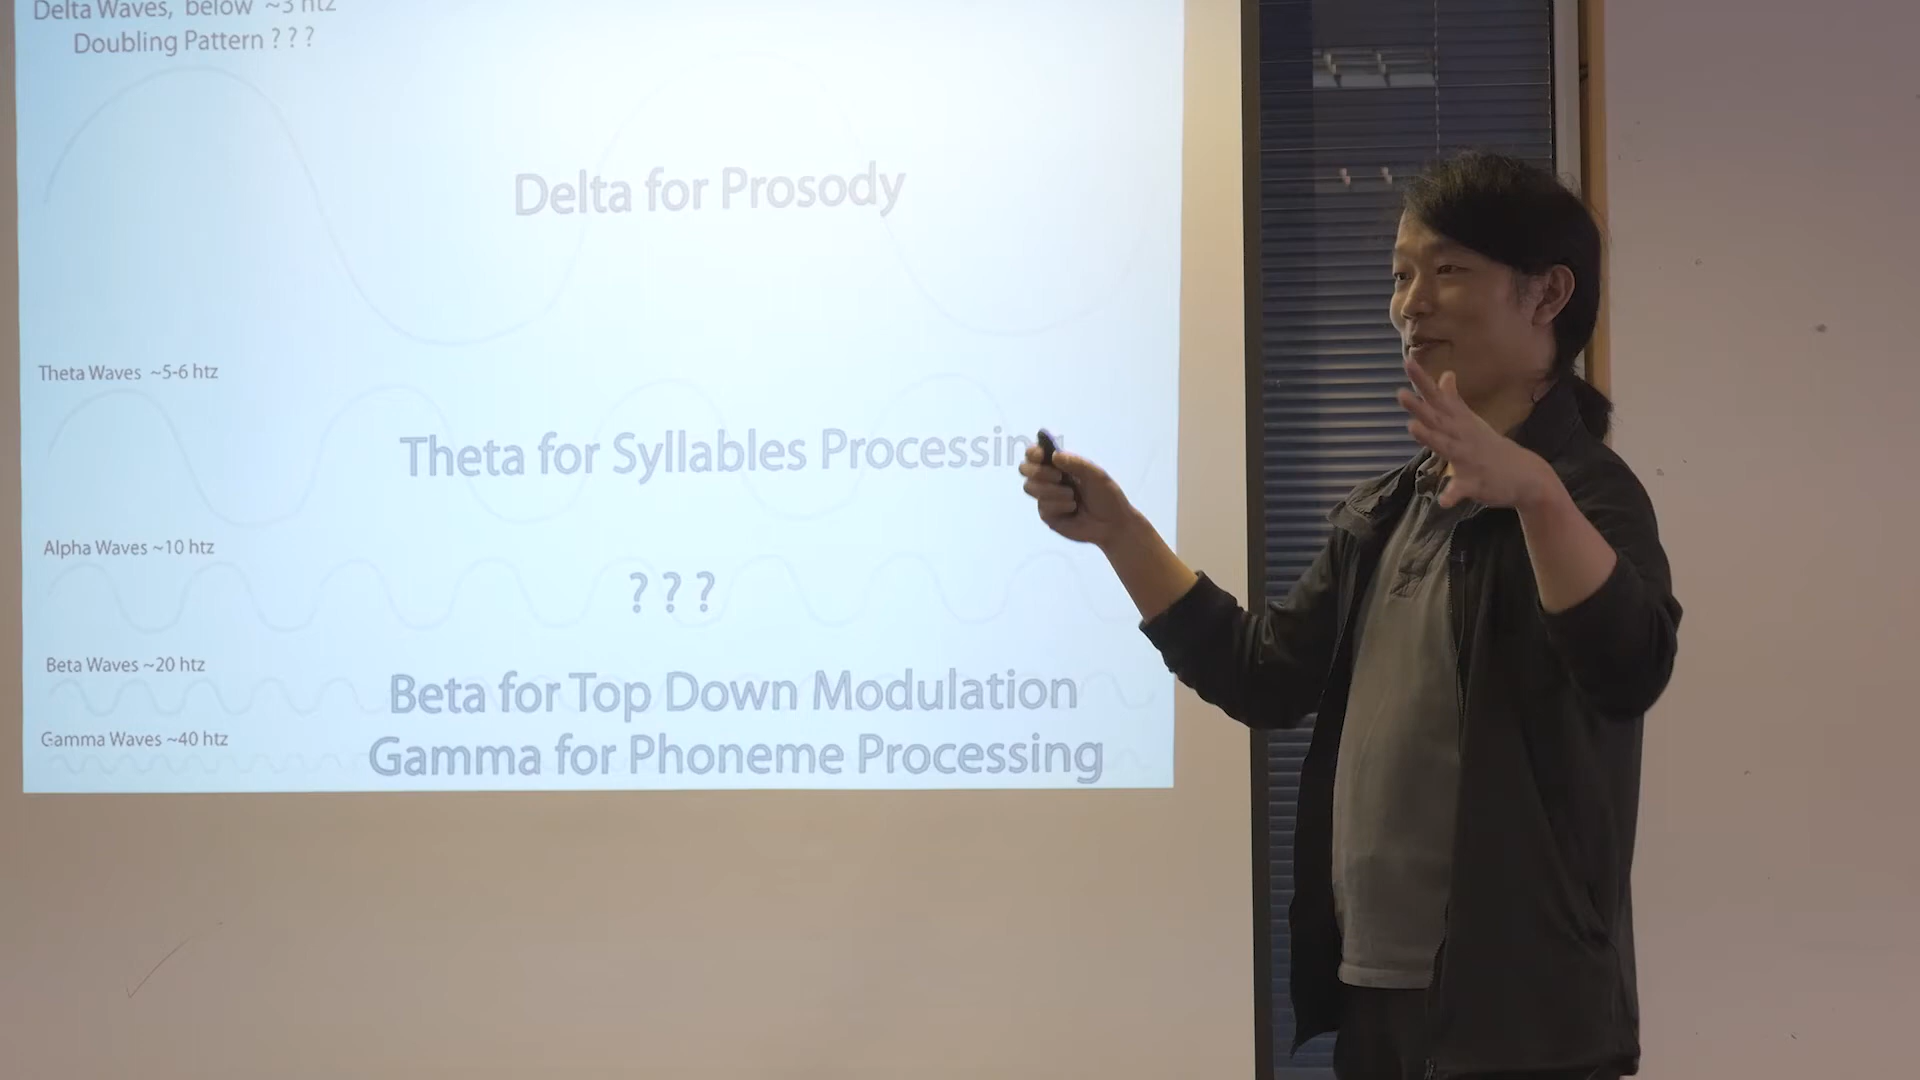 Delta Waves, below ~3 htz
Doubling Pattern ? ? ?
Delta for Prosody
Theta Waves ~5-6 htz
Theta for Syllables Processing
Alpha Waves ~10 htz
? ? ?
Beta Waves ~20 htz
Beta for Top Down Modulation
Gamma Waves ~40 htz
Gamma for Phoneme Processing